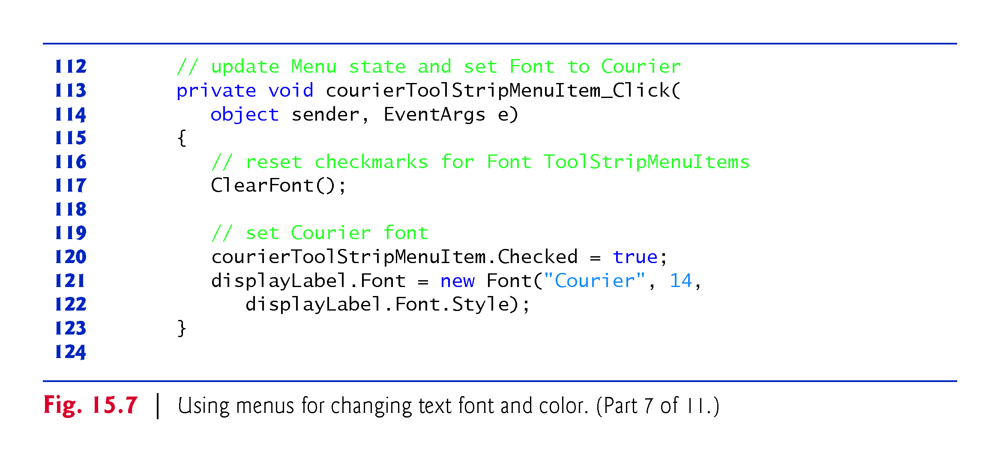 112 // update Menu state and set Font to Courier
113 private void courierToolStripMenuItem_Click(
114 object sender, EventArgs e)
115 {
116 // reset checkmarks for Font ToolStripMenuItems
117 ClearFont();
118
119 // set Courier font
120 courierToolStripMenuItem.Checked = true;
121 displayLabel.Font = new Font("Courier", 14,
122 displayLabel.Font.Style);
123 }
124
Fig. 15.7 | Using menus for changing text font and color. (Part 7 of 11.)